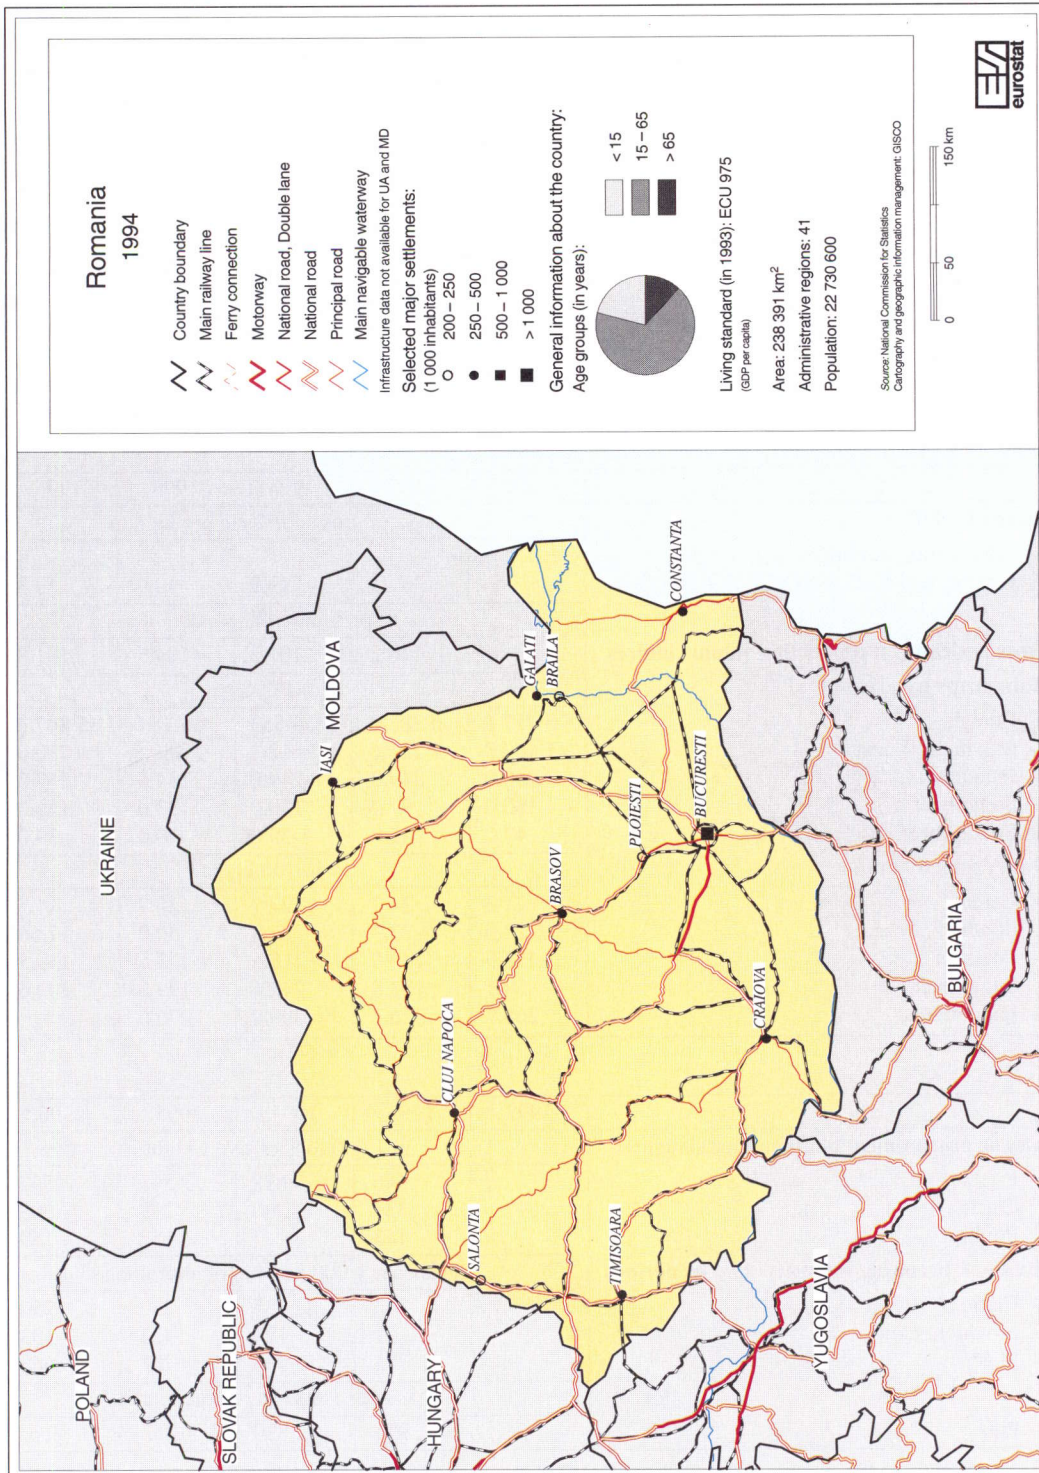 Romania
1994
Country boundary
Main railway line
Ferry connection
Motorway
National road, Double lane
National road
Principal road
Main navigable waterway
Infrastructure data not available for UA and MD
Selected major settlements:
(1 000 inhabitants)
200 – 250
250 – 500
500 – 1 000
> 1 000
General information about the country:
Age groups (in years):
< 15
15 – 65
> 65
Living standard (in 1993): ECU 975
(GDP per capita)
Area: 238 391 km²
Administrative regions: 41
Population: 22 730 600
Source: National Commission for Statistics
Cartography and geographic information management: GISCO
0 50 150 km
eurostat
POLAND
UKRAINE
SLOVAK REPUBLIC
MOLDOVA
HUNGARY
YUGOSLAVIA
BULGARIA
IASI
CLUJ NAPOCA
SALONTA
GALATI
BRAILA
BRASOV
TIMISOARA
PLOIESTI
CONSTANTA
BUCURESTI
CRAIOVA